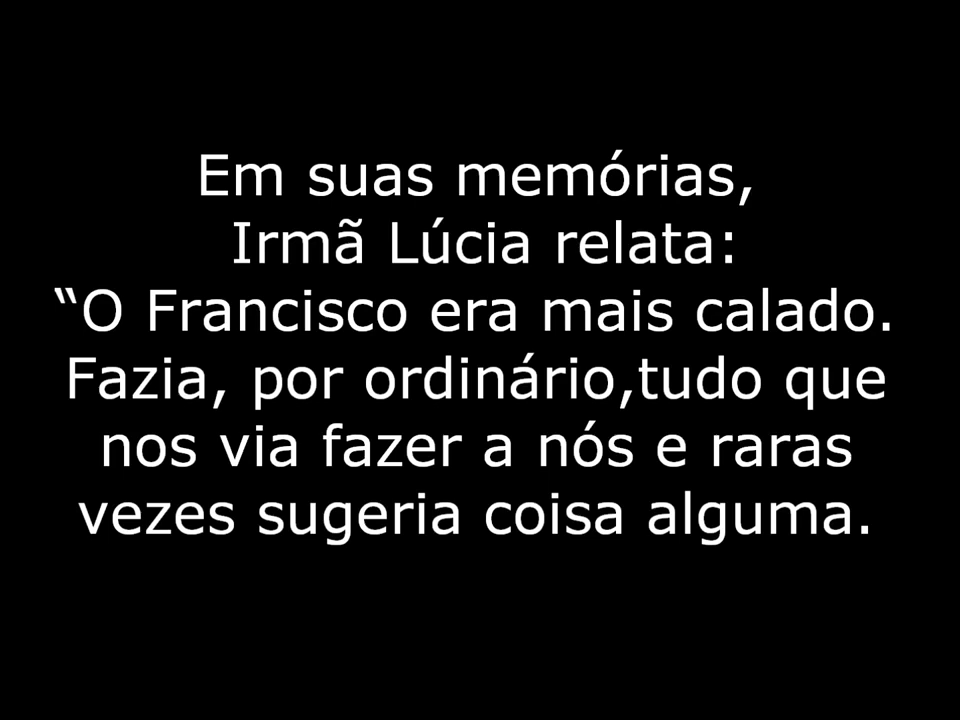 Em suas memórias,
Irmã Lúcia relata:
“O Francisco era mais calado.
Fazia, por ordinário,tudo que
nos via fazer a nós e raras
vezes sugeria coisa alguma.